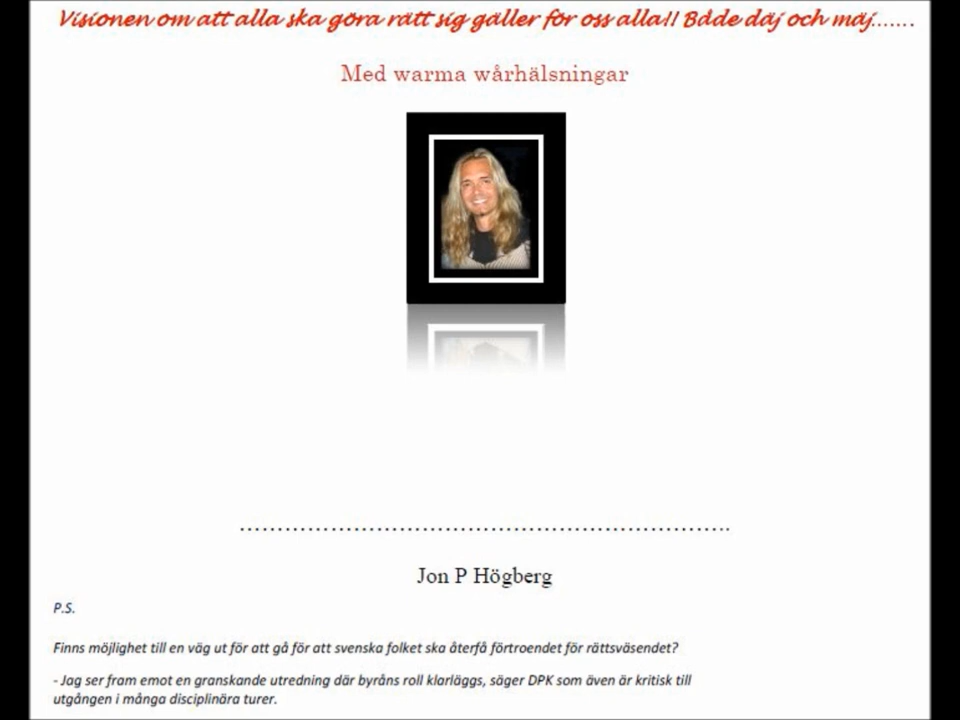 Visionen om att alla ska göra rätt sig gäller för oss alla!! Både däj och mäj…….
Med warma wårhälsningar
………………………………………………………..
Jon P Högberg
P.S.
Finns möjlighet till en väg ut för att gå för att svenska folket ska återfå förtroendet för rättsväsendet?
- Jag ser fram emot en granskande utredning där byråns roll klarläggs, säger DPK som även är kritisk till
utgången i många disciplinära turer.